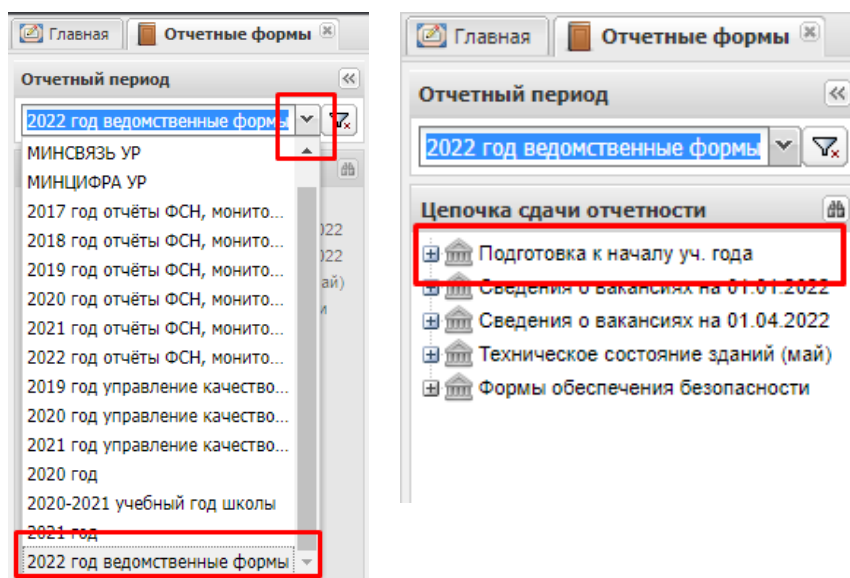 Главная Отчетные формы
Отчетный период
2022 год ведомственные формы
МИНСВЯЗЬ УР
МИНЦИФРА УР
2017 год отчёты ФСН, монито...
2018 год отчёты ФСН, монито...
2019 год отчёты ФСН, монито...
2020 год отчёты ФСН, монито...
2021 год отчёты ФСН, монито...
2022 год отчёты ФСН, монито...
2019 год управление качество...
2020 год управление качество...
2021 год управление качество...
2020 год
2020-2021 учебный год школы
2021 год
2022 год ведомственные формы
022
022
ай)
и
Главная Отчетные формы
Отчетный период
2022 год ведомственные формы
Цепочка сдачи отчетности
Подготовка к началу уч. года
Сведения о вакансиях на 01.01.2022
Сведения о вакансиях на 01.04.2022
Техническое состояние зданий (май)
Формы обеспечения безопасности